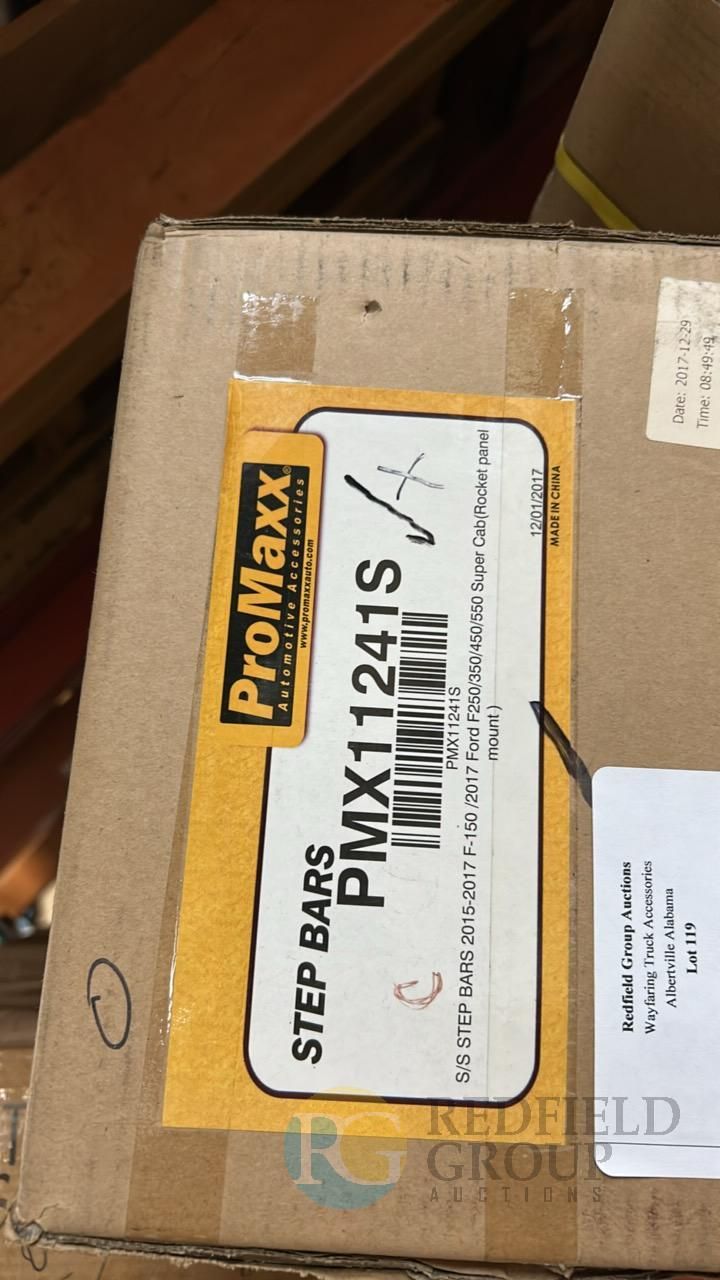 ProMaxx®
Automotive Accessories
www.promaxxauto.com
STEP BARS
PMX11241S
PMX11241S
S/S STEP BARS 2015-2017 F-150 /2017 Ford F250/350/450/550 Super Cab(Rocket panel
mount )
12/01/2017
MADE IN CHINA
C
Date: 2017-12-29
Time: 08:49:49
Redfield Group Auctions
Wayfaring Truck Accessories
Albertville Alabama
Lot 119
RG
REDFIELD
GROUP
AUCTIONS